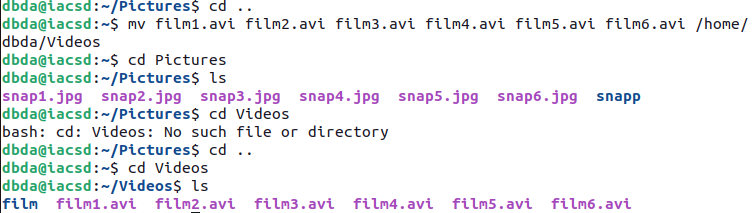 dbda@iacsd:~/Pictures$ cd ..
dbda@iacsd:~$ mv film1.avi film2.avi film3.avi film4.avi film5.avi film6.avi /home/
dbda/Videos
dbda@iacsd:~$ cd Pictures
dbda@iacsd:~/Pictures$ ls
snap1.jpg  snap2.jpg  snap3.jpg  snap4.jpg  snap5.jpg  snap6.jpg  snapp
dbda@iacsd:~/Pictures$ cd Videos
bash: cd: Videos: No such file or directory
dbda@iacsd:~/Pictures$ cd ..
dbda@iacsd:~$ cd Videos
dbda@iacsd:~/Videos$ ls
film  film1.avi  film2.avi  film3.avi  film4.avi  film5.avi  film6.avi